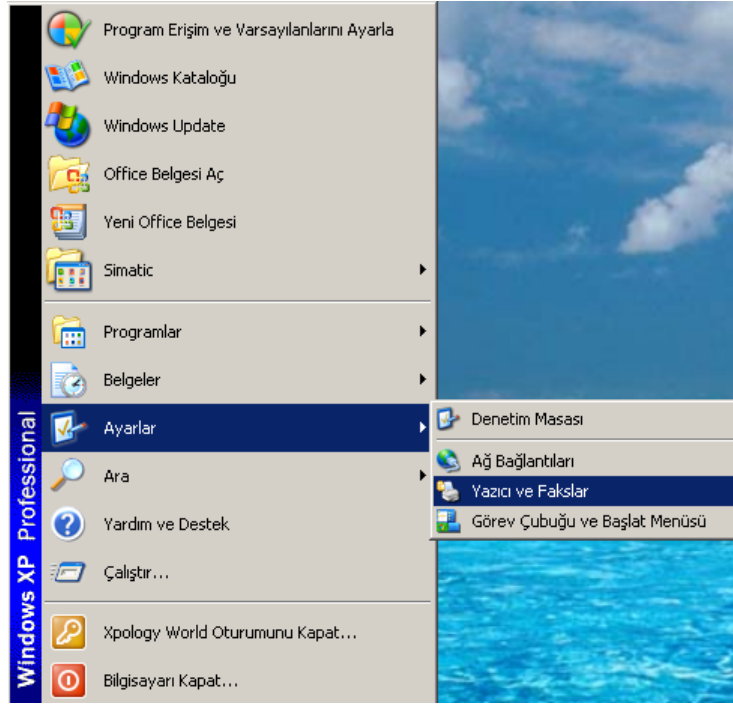 Program Erişim ve Varsayılanlarını Ayarla
Windows Kataloğu
Windows Update
Office Belgesi Aç
Yeni Office Belgesi
Simatic
Programlar
Belgeler
Ayarlar
Ara
Yardım ve Destek
Çalıştır...
Xpology World Oturumunu Kapat...
Bilgisayarı Kapat...
Windows XP Professional
Denetim Masası
Ağ Bağlantıları
Yazıcı ve Fakslar
Görev Çubuğu ve Başlat Menüsü